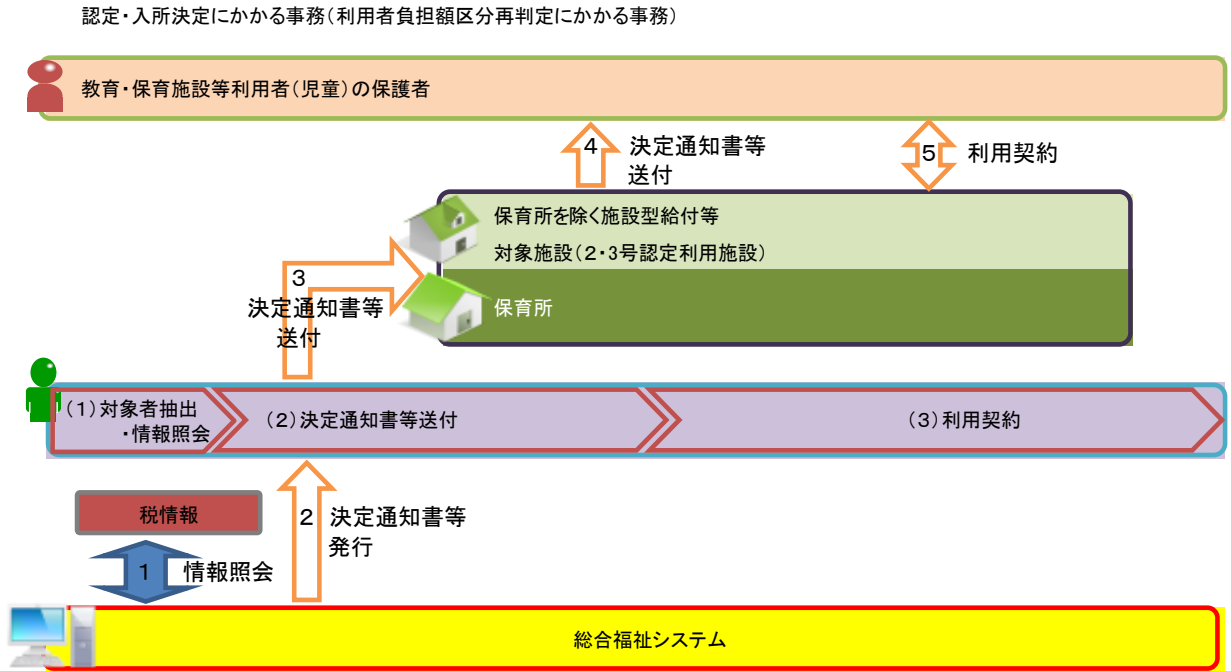 認定・入所決定にかかる事務(利用者負担額区分再判定にかかる事務)
教育・保育施設等利用者(児童)の保護者
4 決定通知書等
送付
5 利用契約
保育所を除く施設型給付等
対象施設(2・3号認定利用施設)
3
決定通知書等
送付
保育所
(1)対象者抽出
・情報照会
(2)決定通知書等送付
(3)利用契約
税情報
2 決定通知書等
発行
1 情報照会
総合福祉システム